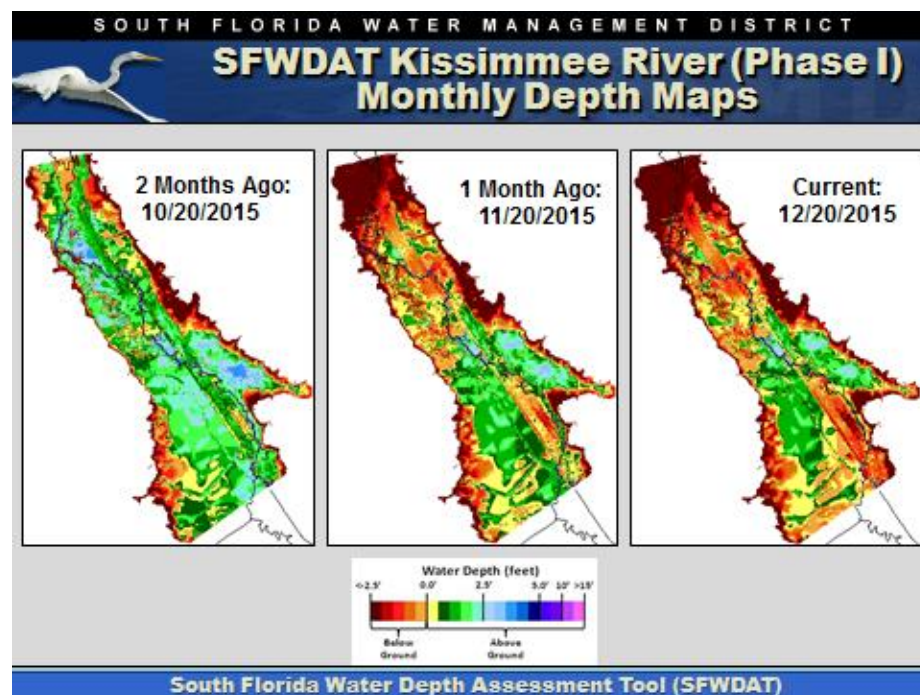 SOUTH FLORIDA WATER MANAGEMENT DISTRICT
SFWDAT Kissimmee River (Phase I)
Monthly Depth Maps
2 Months Ago:
10/20/2015
1 Month Ago:
11/20/2015
Current:
12/20/2015
Water Depth (feet)
<-2.5' 0.0' 2.5' 5.0' 10' >15'
Below
Ground
Above
Ground
South Florida Water Depth Assessment Tool (SFWDAT)